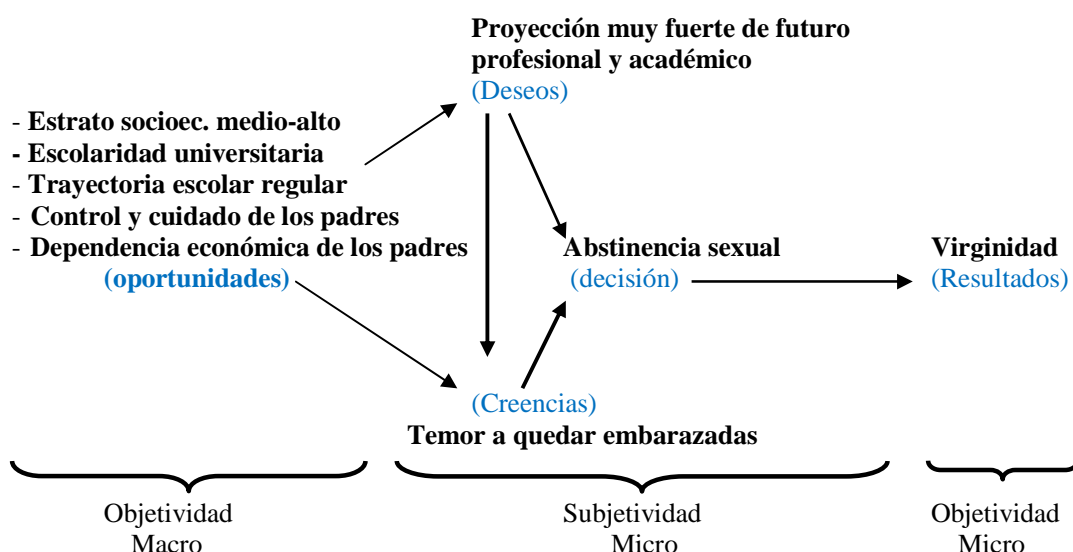 Proyección muy fuerte de futuro
profesional y académico
(Deseos)
- Estrato socioec. medio-alto
- Escolaridad universitaria
- Trayectoria escolar regular
- Control y cuidado de los padres
- Dependencia económica de los padres
(oportunidades)
Abstinencia sexual
(decisión)
Virginidad
(Resultados)
(Creencias)
Temor a quedar embarazadas
Objetividad
Macro
Subjetividad
Micro
Objetividad
Micro